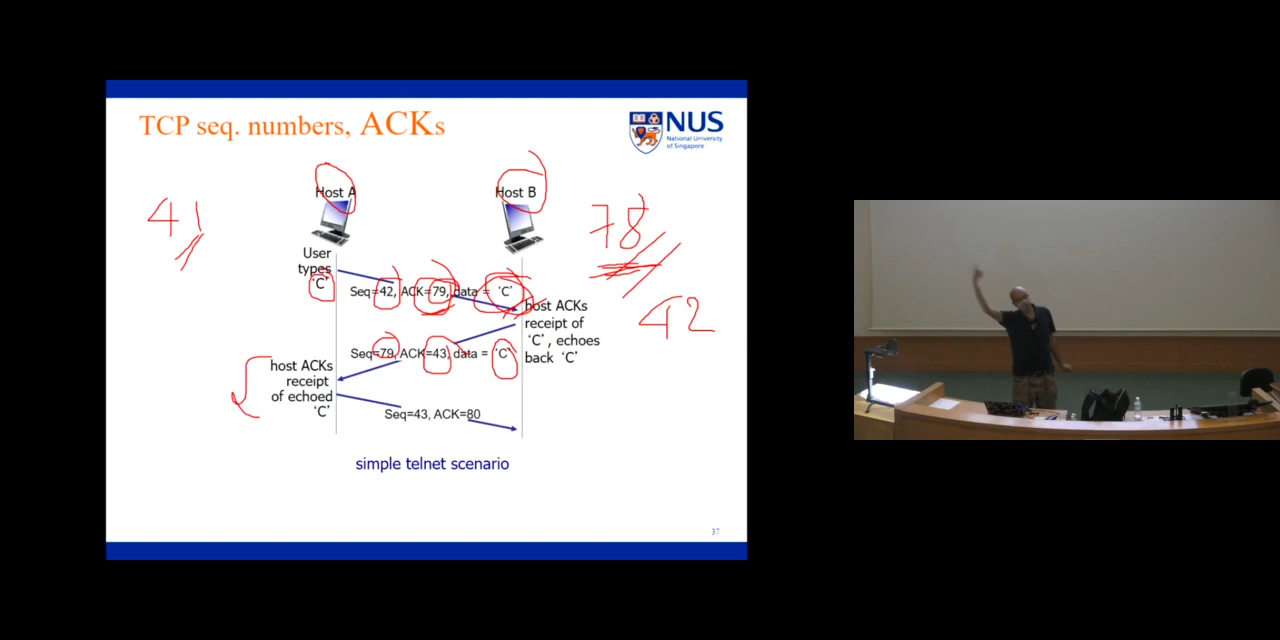 TCP seq. numbers, ACKs
NUS
National University
of Singapore
Host A
Host B
41
78
42
User
types
'C'
Seq=42, ACK=79, data = 'C'
host ACKs
receipt of
'C', echoes
back 'C'
Seq=79, ACK=43, data = 'C'
host ACKs
receipt
of echoed
'C'
Seq=43, ACK=80
simple telnet scenario
37